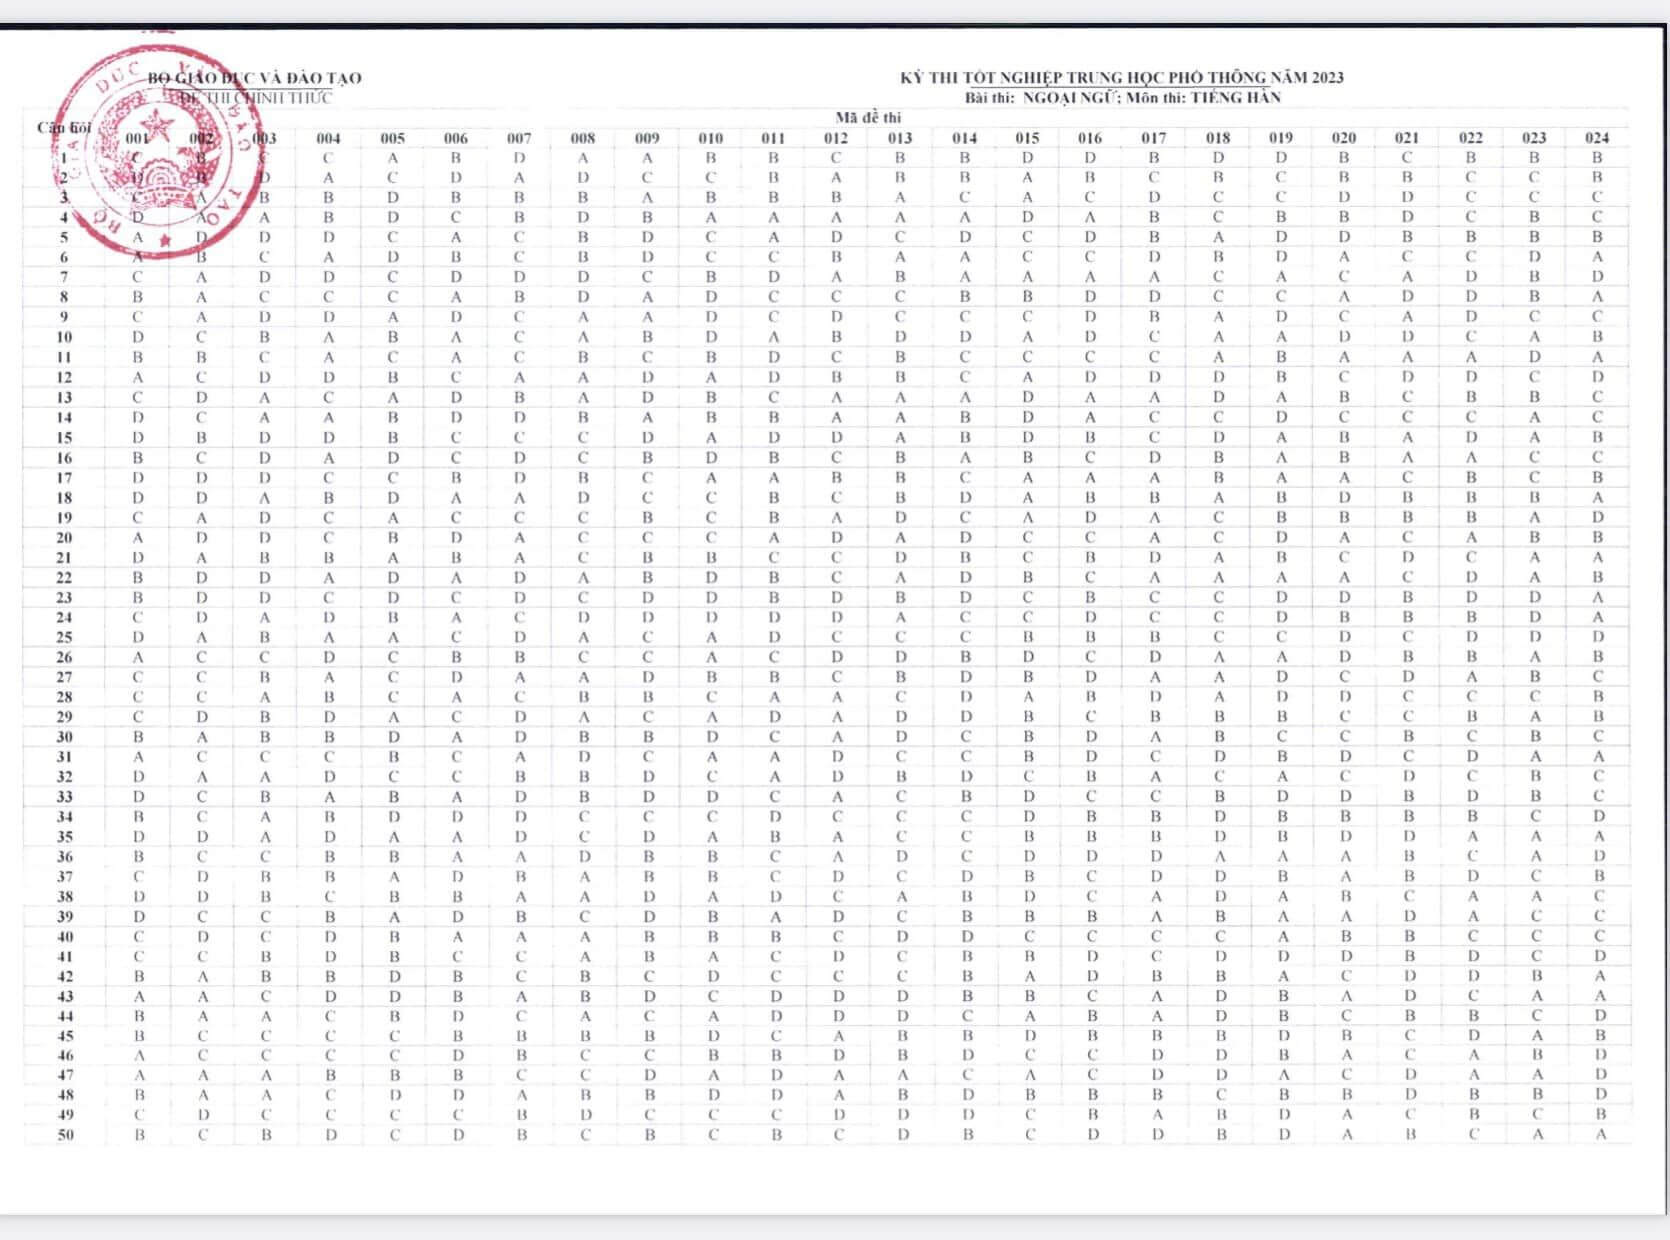 BỘ GIÁO DỤC VÀ ĐÀO TẠO
ĐỀ THI CHÍNH THỨC
KỲ THI TỐT NGHIỆP TRUNG HỌC PHỔ THÔNG NĂM 2023
Bài thi: NGOẠI NGỮ; Môn thi: TIẾNG HÀN
Mã đề thi
Câu hỏi 001 002 003 004 005 006 007 008 009 010 011 012 013 014 015 016 017 018 019 020 021 022 023 024
1 C B C C A B D A A B B C B B D D B D D B C B B B
2 D B D A C D A D C C B A B B A B C B C B B C C B
3 C A B B D B B B A B B B A C A C D C C D D C C C
4 D A A B D C B D B A A A A A D A B C B B D C B C
5 A D D D C A C B D C A D C D C D B A D D B B B B
6 A B C A D B C B D C C B A A C C D B D A C C D A
7 C A D D C D D D C B D A B A A A A C A C A D B D
8 B A C C C A B D A D C C C B B D D C C A D D B A
9 C A D D A D C A A D C D C C C D B A D C A D C C
10 D C B A B A C A B D A B D D A D C A A D D C A B
11 B B C A C A C B C B D C B C C C C A B A A A D A
12 A C D D B C A A D A D B B C A D D D B C D D C D
13 C D A C A D B A D B C A A A D A A D A B C B B C
14 D C A A B D D B A B B A A B D A C C D C C C A C
15 D B D D B C C C D A D D A B D B C D A B A D A B
16 B C D A D C D C B D B C B A B C D B A B A A C C
17 D D D C C B D B C A A B B C A A A B A A C B C B
18 D D A B D A A D C C B C B D A B B A B D B B B A
19 C A D C A C C C B C B A D C A D A C B B B B A D
20 A D D C B D A C C C A D A D C C A C D A C A B B
21 D A B B A B A C B B C C D B C B D A B C D C A A
22 B D D A D A D A B D B C A D B C A A A A C D A B
23 B D D C D C D C D D B D B D C B C C D D B D D A
24 C D A D B A C D D D D D A C C D C C D B B B D A
25 D A B A A C D A C A D C C C B B B C C D C D D D
26 A C C D C B B C C A C D D B D C D A A D B B A B
27 C C B A C D A A D B B C B D B D A A D C D A B C
28 C C A B C A C B B C A A C D A B D A D D C C C B
29 C D B D A C D A C A D A D D B C B B B C C B A B
30 B A B B D A D B B D C A D C B D A B C C B C B C
31 A C C C B C A D C A A D C C B D C D B D C D A A
32 D A A D C C B B D C A D B D C B A C A C D C B C
33 D C B A B A D B D D C A C B D C C B D D B D B C
34 B C A B D D D C C C D C C C D B B D B B B B C D
35 D D A D A A D C D A B A C C B B B D B D D A A A
36 B C C B B A A D B B C A D C D D D A A A B C A D
37 C D B B A D B A B B C D C D B C D D B A B D C B
38 D D B C B B A A D A D C A B D C A D A B C A A C
39 D C C B A D B C D B A D C B B B A B A A D A C C
40 C D C D B A A A B B B C D D C C C C A B B C C C
41 C C B D B C C A B A C D C B B D C D D D B D C D
42 B A B B D B C B C D C C C B A D B B A C D D B A
43 A A C D D B A B D C D D D B B C A D B A D C A A
44 B A A C B D C A C A D D D C A B A D B C B B C D
45 B C C C C B B B B D C A B B D B B B D B C D A B
46 A C C C C D B C C B B D B D C C D D B A C A B D
47 A A A B B B C C D A D A A C A C D D A C D A A D
48 B A A C D D A B B D D A B D B B B C B B D B B D
49 C D C C C C B D C C C D D D C B A B D A C B C B
50 B C B D C D B C B C B C D B C D D B D A B C A A